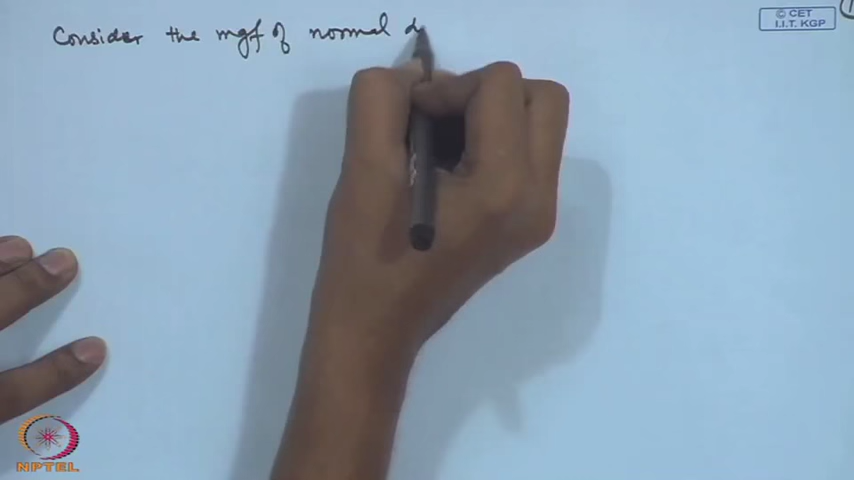 Consider the mgf of normal d
© CET
I.I.T. KGP
NPTEL